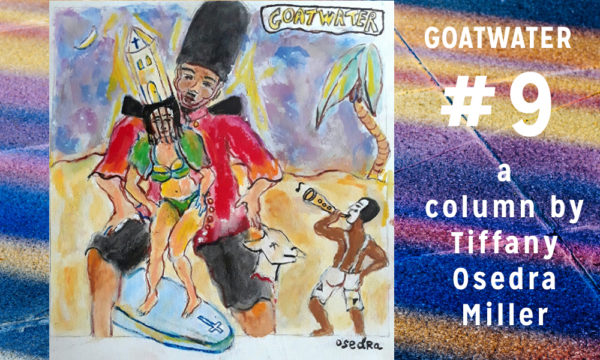 GOATWATER
osedra
GOATWATER
#9
a
column by
Tiffany
Osedra
Miller